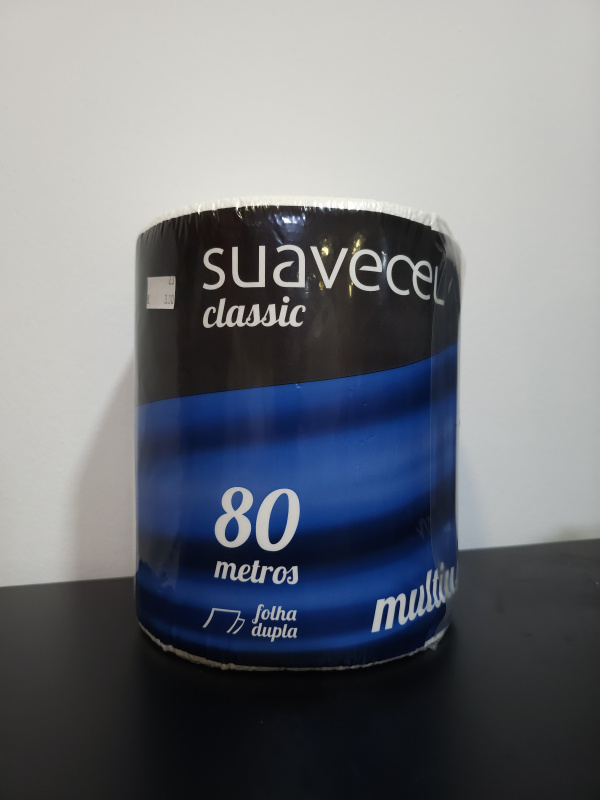 suavecel
classic
80
metros
folha
dupla